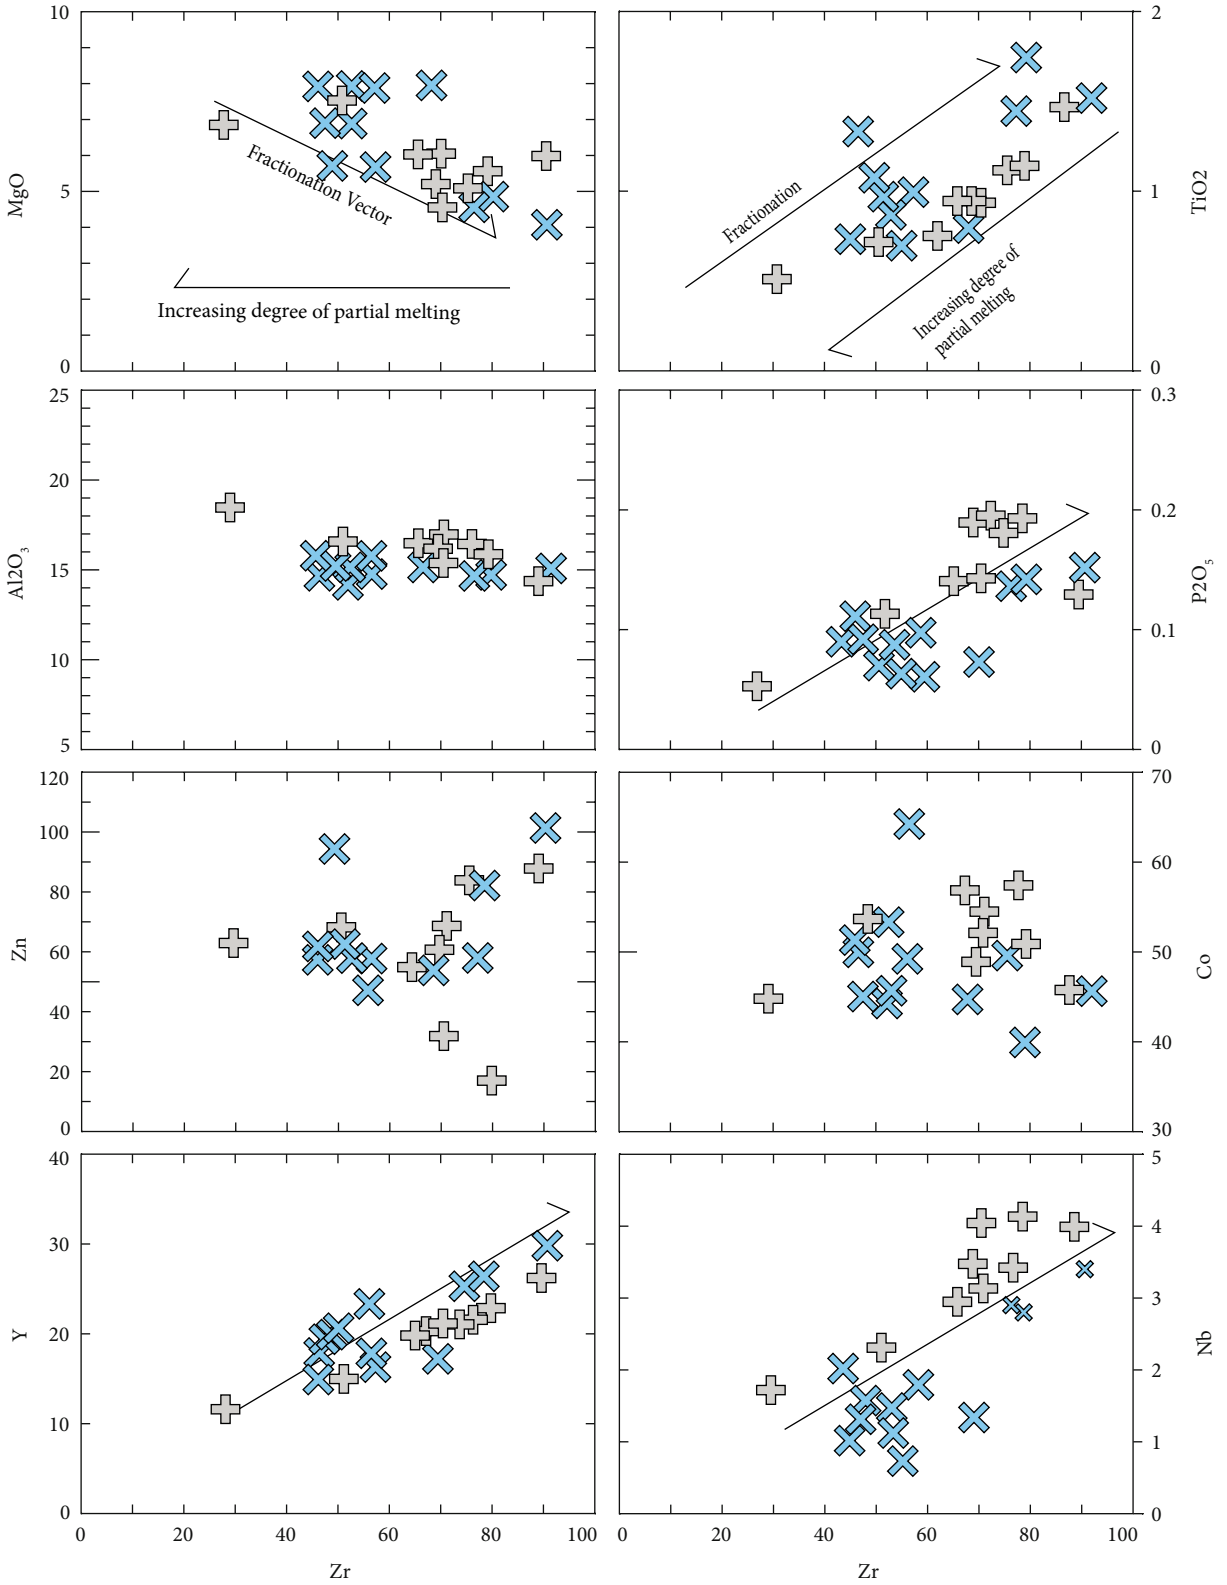 10
5
0
MgO
Fractionation Vector
Increasing degree of partial melting
2
1
0
TiO2
Fractionation
Increasing degree of
partial melting
25
20
15
10
5
Al2O3
0.3
0.2
0.1
0
P2O5
120
100
80
60
40
20
0
Zn
70
60
50
40
30
Co
40
30
20
10
0
Y
0 20 40 60 80 100
Zr
5
4
3
2
1
0
Nb
0 20 40 60 80 100
Zr